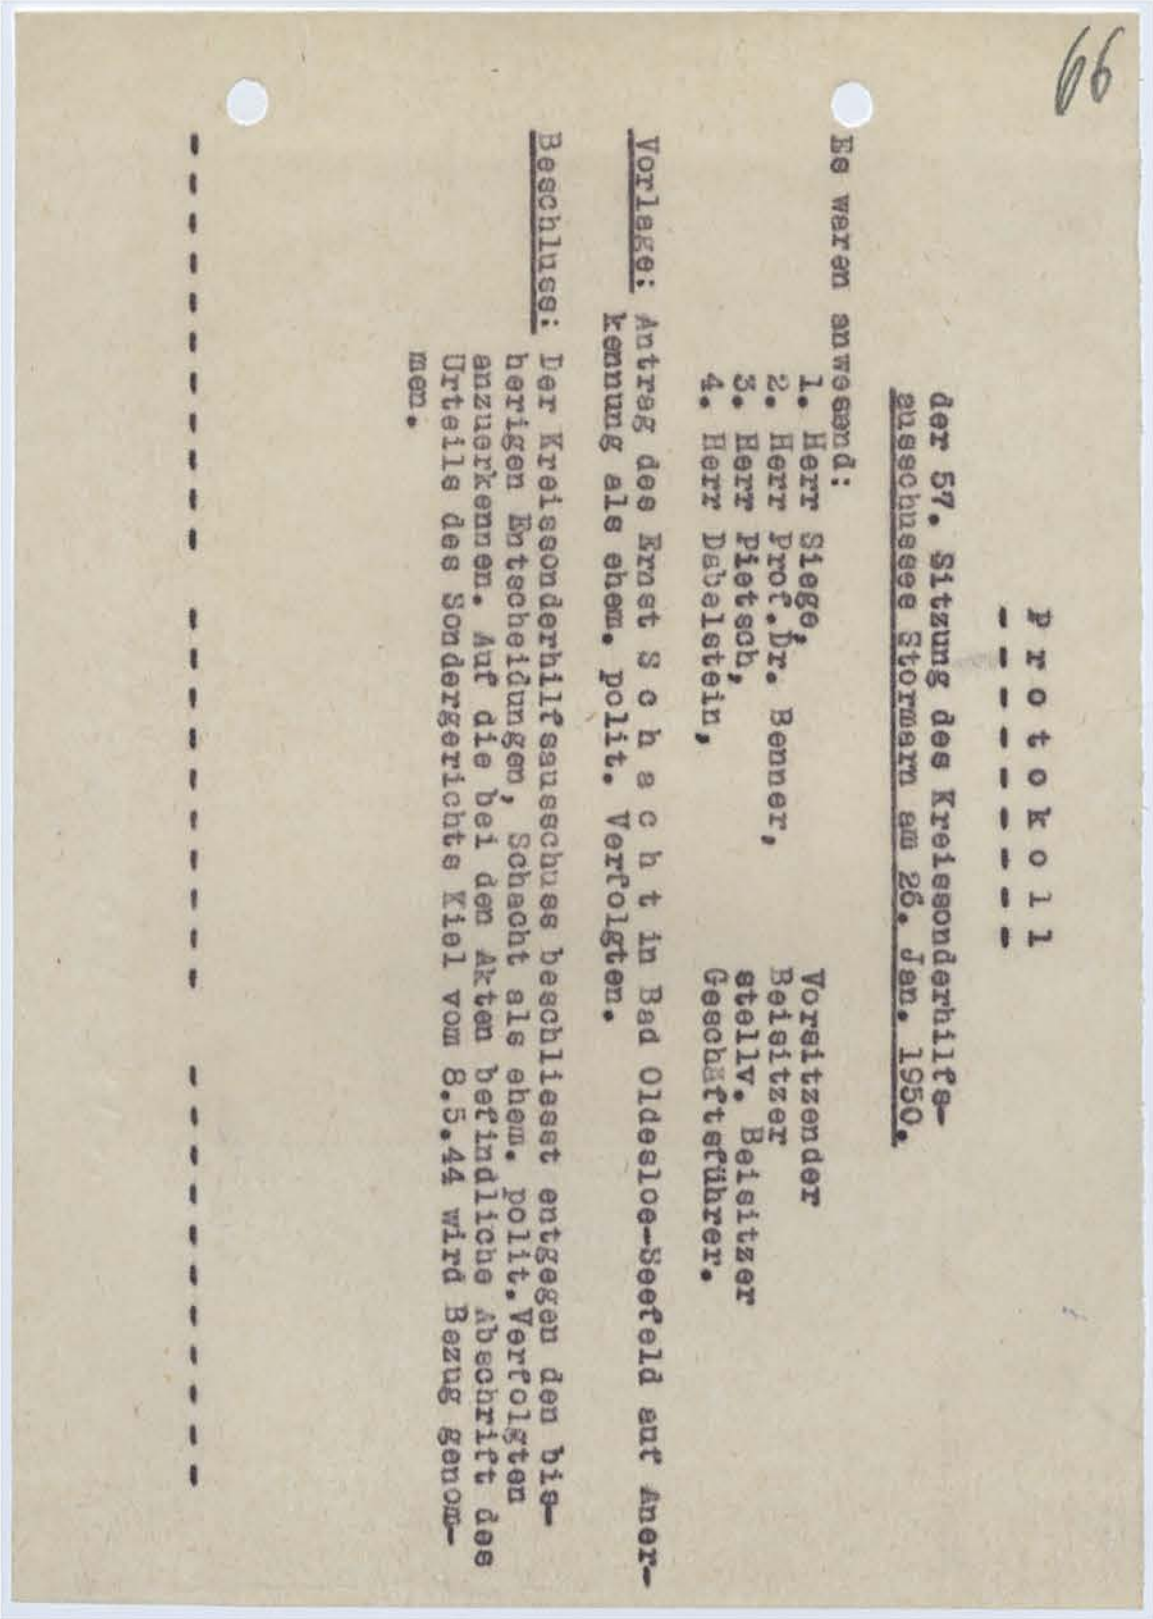 66
P r o t o k o l l
- - - - - - - - -
der 57. Sitzung des Kreissonderhilfs-
ausschusses Stormarn am 26. Jan. 1950.
Es waren anwesend:
1. Herr Siege, Vorsitzender
2. Herr Prof.Dr. Benner, Beisitzer
3. Herr Pietsch, stellv. Beisitzer
4. Herr Dabelstein, Geschäftsführer.
Vorlage: Antrag des Ernst S c h a c h t in Bad Oldesloe-Seefeld auf Aner-
kennung als ehem. polit. Verfolgten.
Beschluss: Der Kreissonderhilfsausschuss beschliesst entgegen den bis-
herigen Entscheidungen, Schacht als ehem. polit.Verfolgten
anzuerkennen. Auf die bei den Akten befindliche Abschrift des
Urteils des Sondergerichts Kiel vom 8.5.44 wird Bezug genom-
men.
- - - - - - - - - - - - - - - - - - - - - - - - - - - - - - -